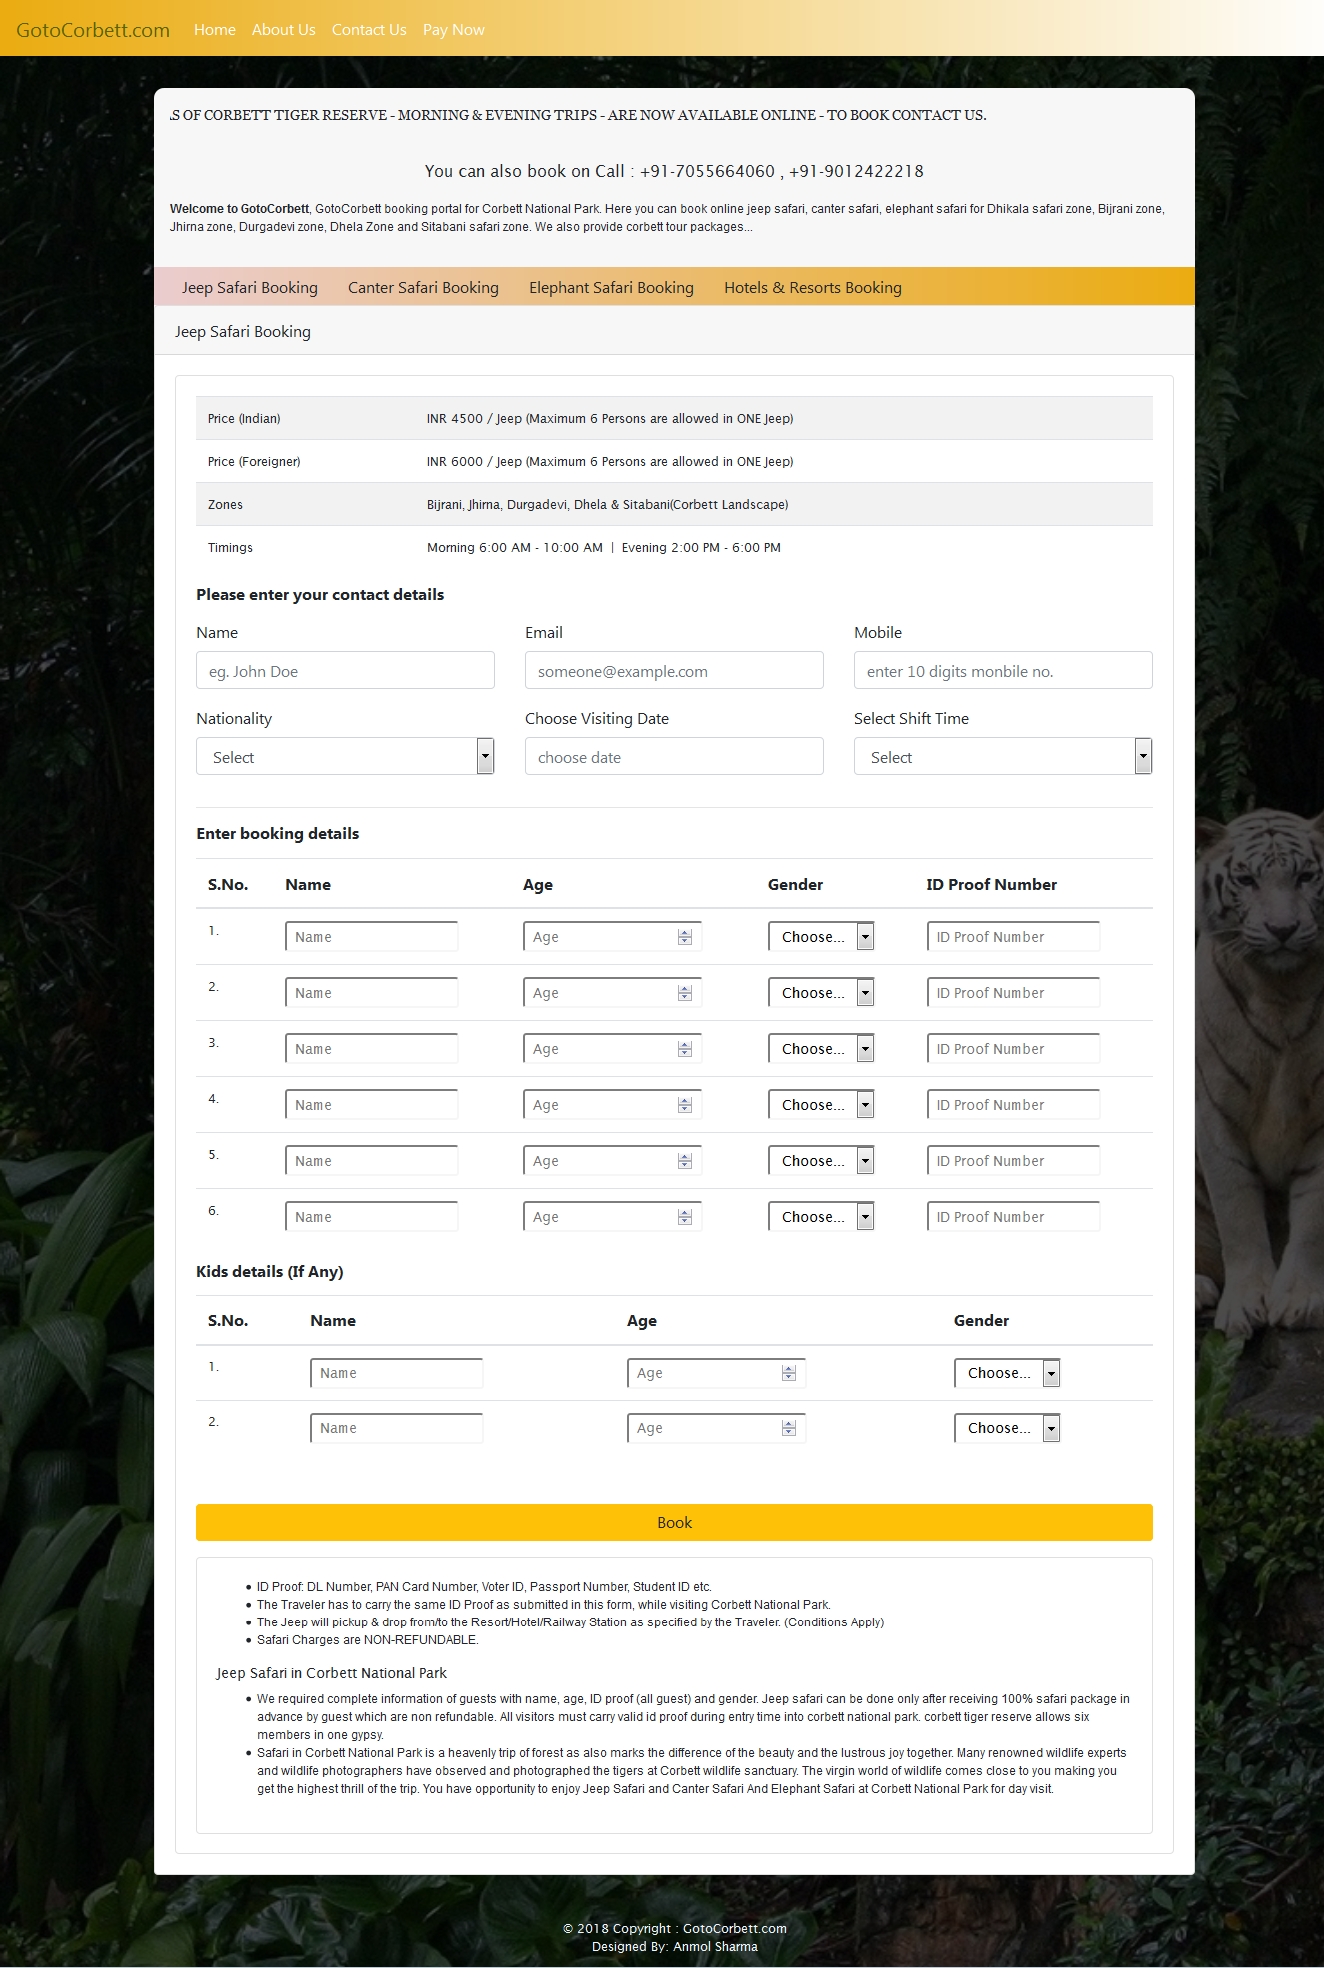 GotoCorbett.com Home About Us Contact Us Pay Now
S OF CORBETT TIGER RESERVE - MORNING & EVENING TRIPS - ARE NOW AVAILABLE ONLINE - TO BOOK CONTACT US.
You can also book on Call : +91-7055664060 , +91-9012422218
Welcome to GotoCorbett, GotoCorbett booking portal for Corbett National Park. Here you can book online jeep safari, canter safari, elephant safari for Dhikala safari zone, Bijrani zone,
Jhirna zone, Durgadevi zone, Dhela Zone and Sitabani safari zone. We also provide corbett tour packages...
Jeep Safari Booking Canter Safari Booking Elephant Safari Booking Hotels & Resorts Booking
Jeep Safari Booking
Price (Indian) INR 4500 / Jeep (Maximum 6 Persons are allowed in ONE Jeep)
Price (Foreigner) INR 6000 / Jeep (Maximum 6 Persons are allowed in ONE Jeep)
Zones Bijrani, Jhirna, Durgadevi, Dhela & Sitabani(Corbett Landscape)
Timings Morning 6:00 AM - 10:00 AM | Evening 2:00 PM - 6:00 PM
Please enter your contact details
Name Email Mobile
eg. John Doe someone@example.com enter 10 digits monbile no.
Nationality Choose Visiting Date Select Shift Time
Select choose date Select
Enter booking details
S.No. Name Age Gender ID Proof Number
1. Name Age Choose... ID Proof Number
2. Name Age Choose... ID Proof Number
3. Name Age Choose... ID Proof Number
4. Name Age Choose... ID Proof Number
5. Name Age Choose... ID Proof Number
6. Name Age Choose... ID Proof Number
Kids details (If Any)
S.No. Name Age Gender
1. Name Age Choose...
2. Name Age Choose...
Book
• ID Proof: DL Number, PAN Card Number, Voter ID, Passport Number, Student ID etc.
• The Traveler has to carry the same ID Proof as submitted in this form, while visiting Corbett National Park.
• The Jeep will pickup & drop from/to the Resort/Hotel/Railway Station as specified by the Traveler. (Conditions Apply)
• Safari Charges are NON-REFUNDABLE.
Jeep Safari in Corbett National Park
• We required complete information of guests with name, age, ID proof (all guest) and gender. Jeep safari can be done only after receiving 100% safari package in
advance by guest which are non refundable. All visitors must carry valid id proof during entry time into corbett national park. corbett tiger reserve allows six
members in one gypsy.
• Safari in Corbett National Park is a heavenly trip of forest as also marks the difference of the beauty and the lustrous joy together. Many renowned wildlife experts
and wildlife photographers have observed and photographed the tigers at Corbett wildlife sanctuary. The virgin world of wildlife comes close to you making you
get the highest thrill of the trip. You have opportunity to enjoy Jeep Safari and Canter Safari And Elephant Safari at Corbett National Park for day visit.
© 2018 Copyright : GotoCorbett.com
Designed By: Anmol Sharma